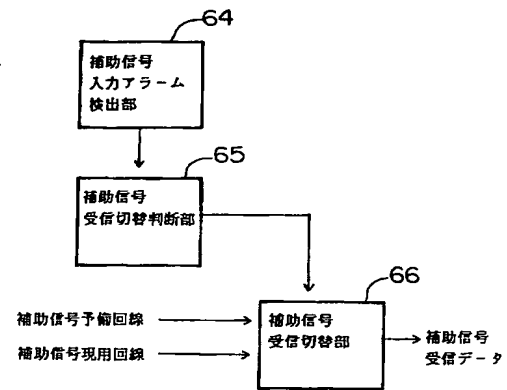 64
補助信号
入力アラーム
検出部
65
補助信号
受信切替判断部
66
補助信号予備回線
補助信号現用回線
補助信号
受信切替部
補助信号
受信データ